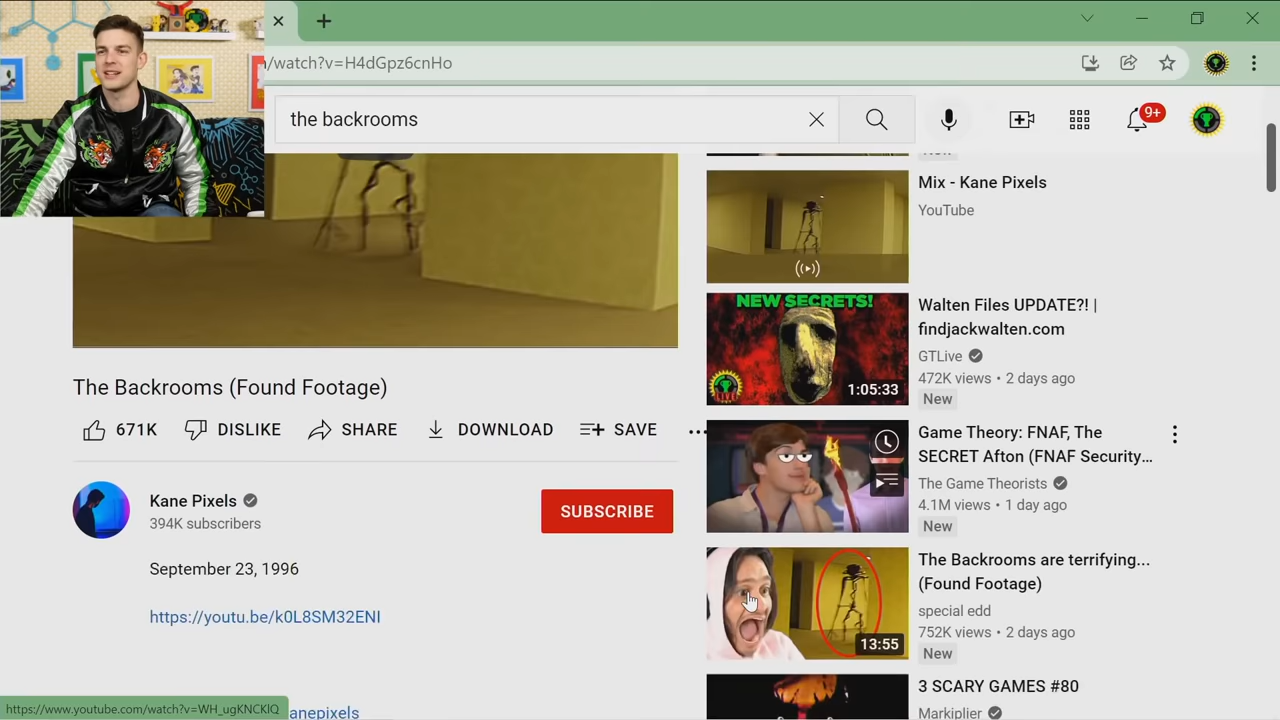 /watch?v=H4dGpz6cnHo
the backrooms
9+
Mix - Kane Pixels
YouTube
NEW SECRETS!
LIVE
1:05:33
Walten Files UPDATE?! |
findjackwalten.com
GTLive
472K views • 2 days ago
New
The Backrooms (Found Footage)
671K
DISLIKE
SHARE
DOWNLOAD
SAVE
Game Theory: FNAF, The
SECRET Afton (FNAF Security...
The Game Theorists
4.1M views • 1 day ago
New
Kane Pixels
394K subscribers
SUBSCRIBE
September 23, 1996
https://youtu.be/k0L8SM32ENI
13:55
The Backrooms are terrifying...
(Found Footage)
special edd
752K views • 2 days ago
New
3 SCARY GAMES #80
Markiplier
https://www.youtube.com/watch?v=WH_ugKNCKlQ
anepixels